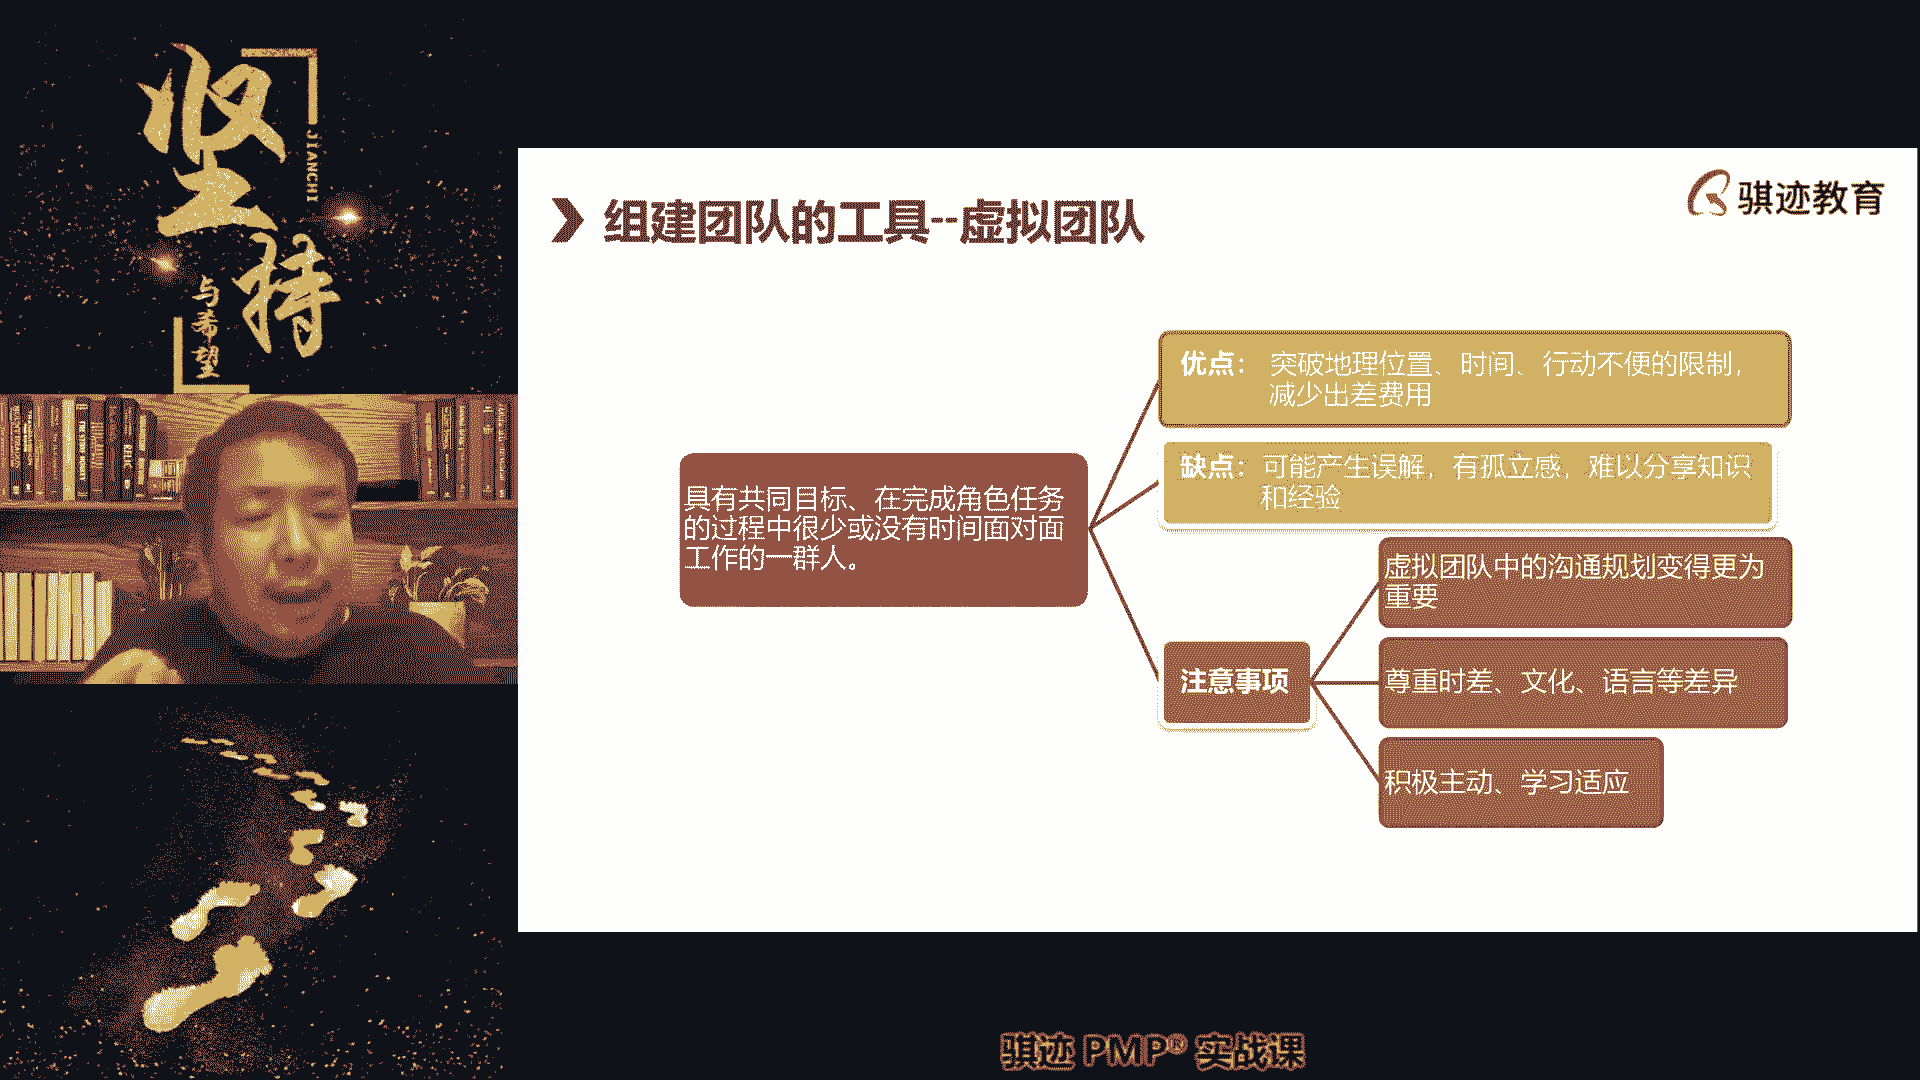 坚持
JIANCHI
与希望
组建团队的工具--虚拟团队
骐迹教育
具有共同目标、在完成角色任务
的过程中很少或没有时间面对面
工作的一群人。
优点： 突破地理位置、时间、行动不便的限制，
减少出差费用
缺点：可能产生误解，有孤立感，难以分享知识
和经验
注意事项
虚拟团队中的沟通规划变得更为
重要
尊重时差、文化、语言等差异
积极主动、学习适应
骐迹 PMP® 实战课